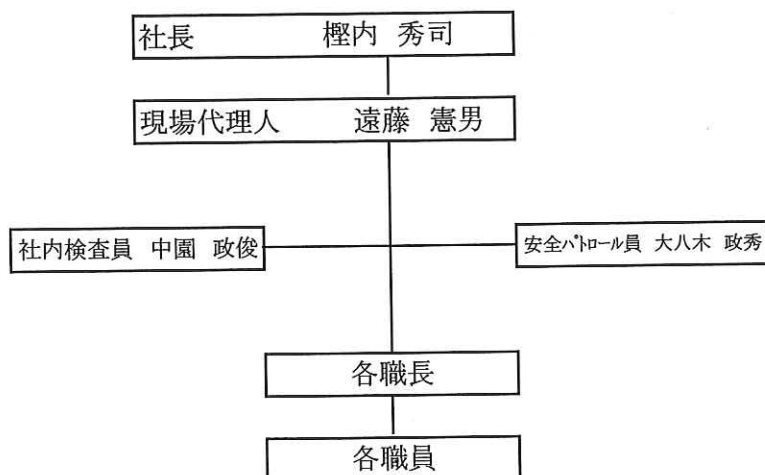 社長 樫内 秀司
現場代理人 遠藤 憲男
社内検査員 中園 政俊
安全ﾊﾟﾄﾛｰﾙ員 大八木 政秀
各職長
各職員